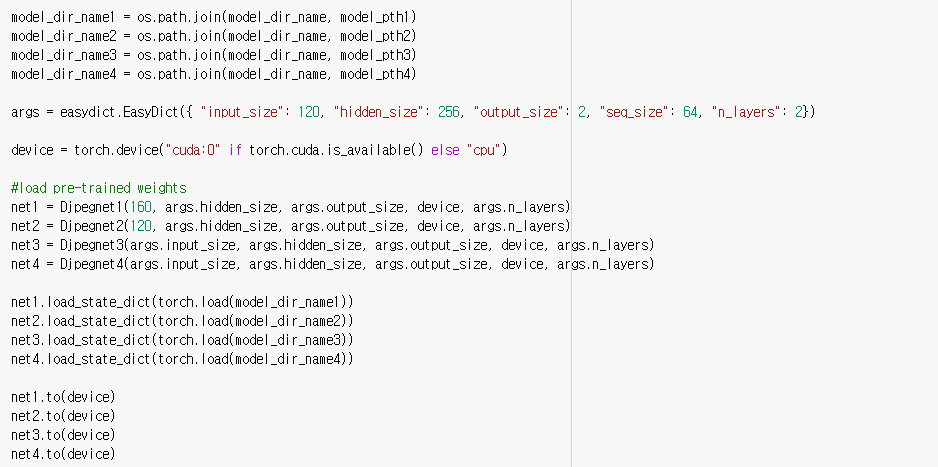 model_dir_name1 = os.path.join(model_dir_name, model_pth1)
model_dir_name2 = os.path.join(model_dir_name, model_pth2)
model_dir_name3 = os.path.join(model_dir_name, model_pth3)
model_dir_name4 = os.path.join(model_dir_name, model_pth4)
args = easydict.EasyDict({ "input_size": 120, "hidden_size": 256, "output_size": 2, "seq_size": 64, "n_layers": 2})
device = torch.device("cuda:0" if torch.cuda.is_available() else "cpu")
#load pre-trained weights
net1 = Djpegnet1(160, args.hidden_size, args.output_size, device, args.n_layers)
net2 = Djpegnet2(120, args.hidden_size, args.output_size, device, args.n_layers)
net3 = Djpegnet3(args.input_size, args.hidden_size, args.output_size, device, args.n_layers)
net4 = Djpegnet4(args.input_size, args.hidden_size, args.output_size, device, args.n_layers)
net1.load_state_dict(torch.load(model_dir_name1))
net2.load_state_dict(torch.load(model_dir_name2))
net3.load_state_dict(torch.load(model_dir_name3))
net4.load_state_dict(torch.load(model_dir_name4))
net1.to(device)
net2.to(device)
net3.to(device)
net4.to(device)